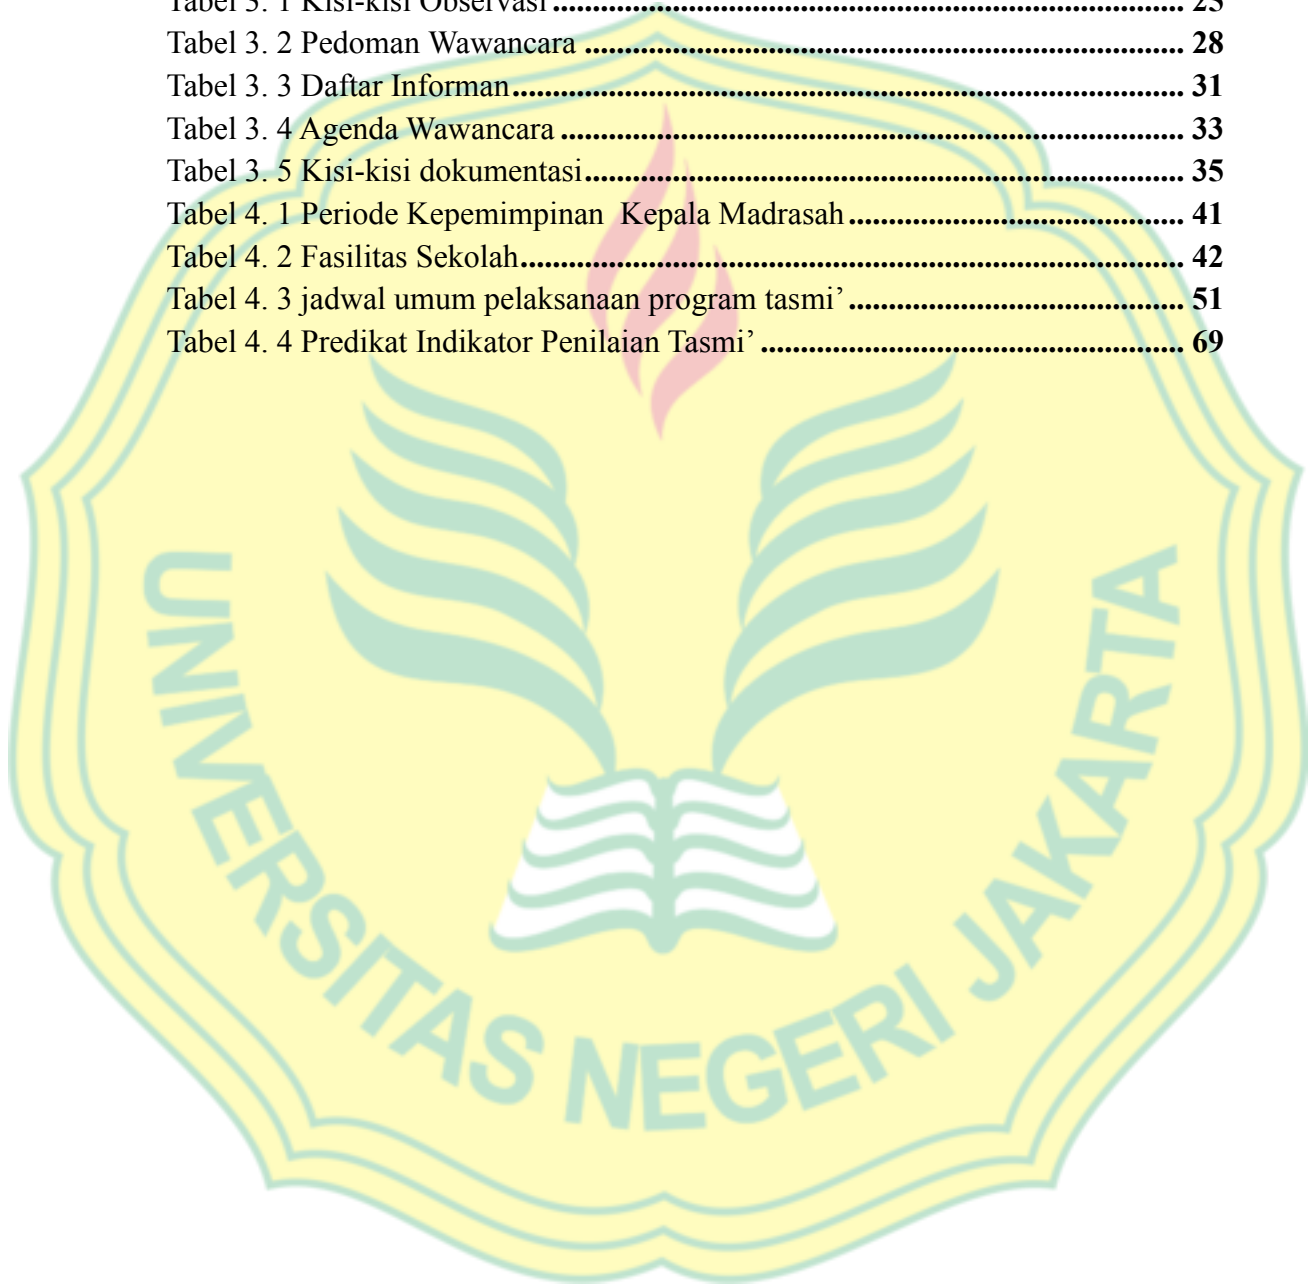 Tabel 3. 1 Kisi-kisi Observasi ........................................................................... 25
Tabel 3. 2 Pedoman Wawancara ........................................................................... 28
Tabel 3. 3 Daftar Informan ........................................................................... 31
Tabel 3. 4 Agenda Wawancara ........................................................................... 33
Tabel 3. 5 Kisi-kisi dokumentasi ........................................................................... 35
Tabel 4. 1 Periode Kepemimpinan  Kepala Madrasah ........................................... 41
Tabel 4. 2 Fasilitas Sekolah ........................................................................... 42
Tabel 4. 3 jadwal umum pelaksanaan program tasmi’ ........................................... 51
Tabel 4. 4 Predikat Indikator Penilaian Tasmi’ ..................................................... 69
UNIVERSITAS NEGERI JAKARTA